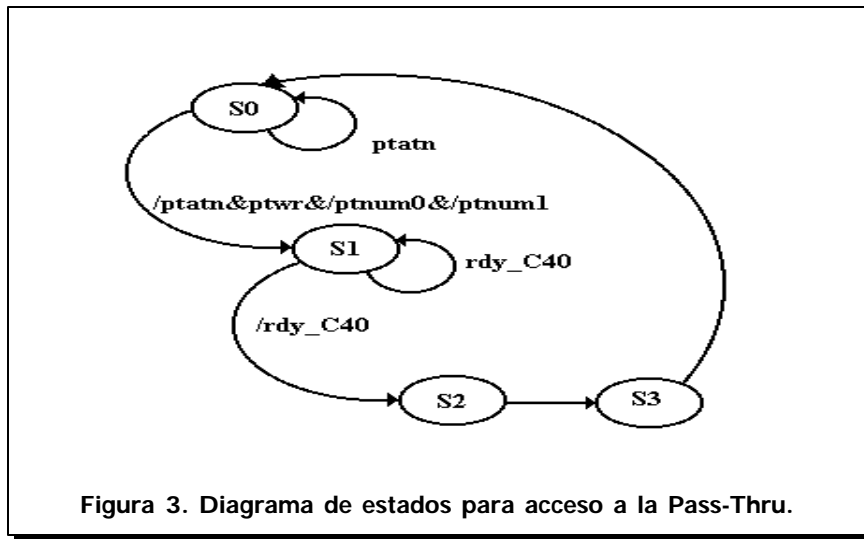 S0
ptatn
/ptatn&ptwr&/ptnum0&/ptnum1
S1
rdy_C40
/rdy_C40
S2
S3
Figura 3. Diagrama de estados para acceso a la Pass-Thru.